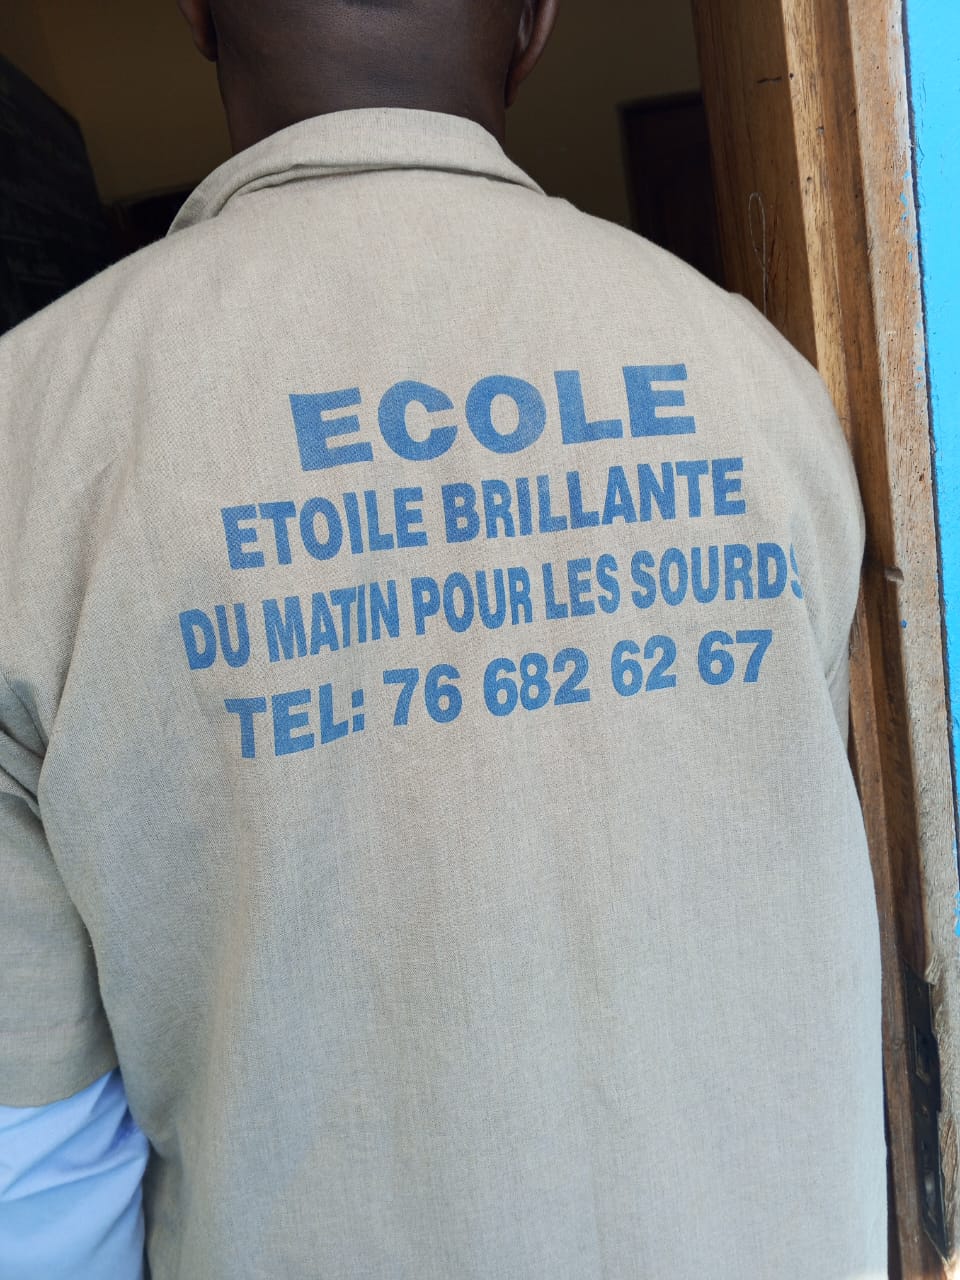 ECOLE
ETOILE BRILLANTE
DU MATIN POUR LES SOURDS
TEL: 76 682 62 67